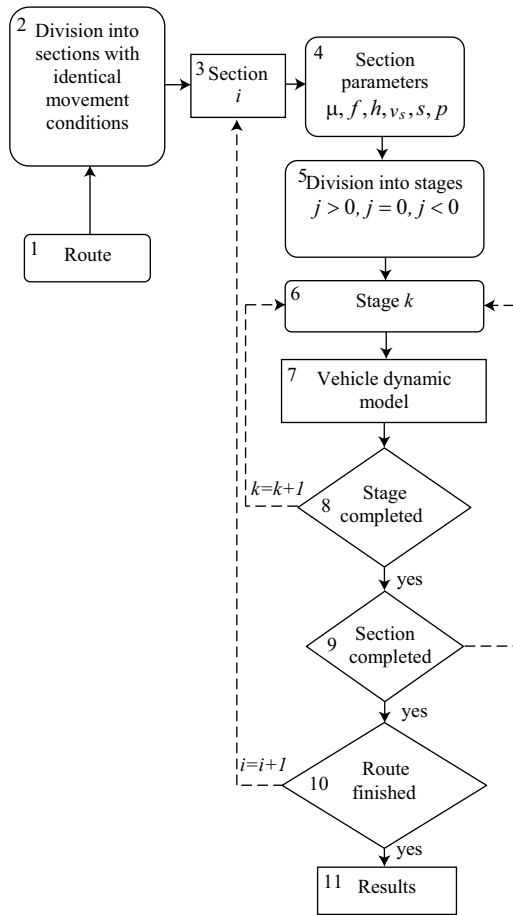 1 Route
2 Division into
sections with
identical
movement
conditions
3 Section
i
4 Section
parameters
μ, f, h, vₛ, s, p
5 Division into stages
j > 0, j = 0, j < 0
6 Stage k
7 Vehicle dynamic
model
k=k+1
8 Stage
completed
yes
9 Section
completed
yes
i=i+1
10 Route
finished
yes
11 Results